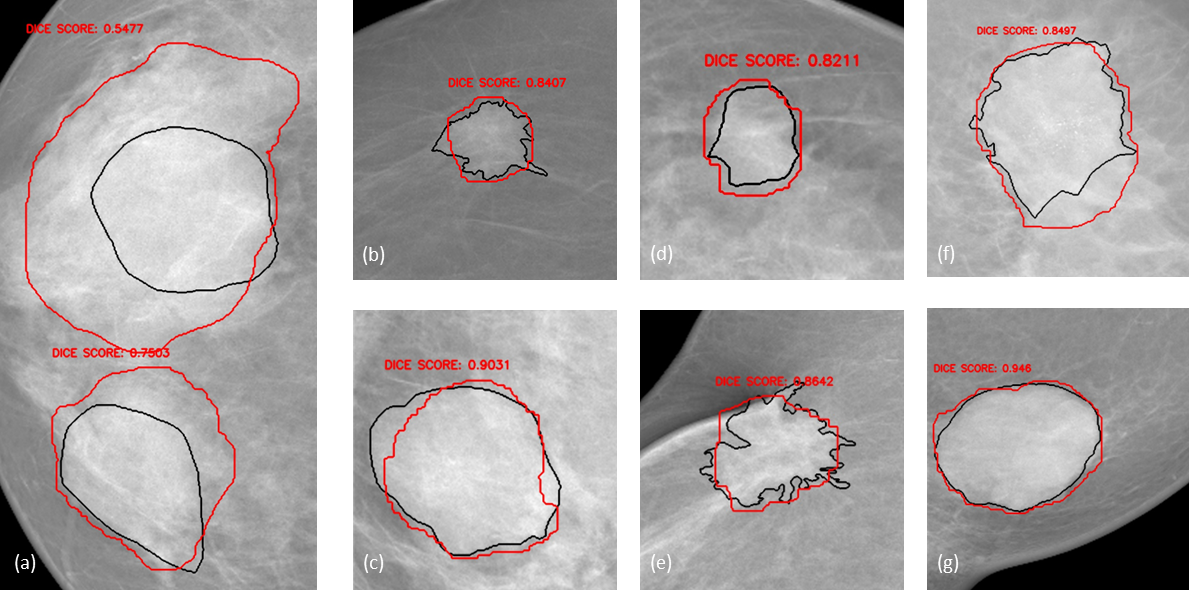 DICE SCORE: 0.5477
DICE SCORE: 0.7503
(a)
DICE SCORE: 0.8407
(b)
DICE SCORE: 0.9031
(c)
DICE SCORE: 0.8211
(d)
DICE SCORE: 0.8642
(e)
DICE SCORE: 0.8497
(f)
DICE SCORE: 0.946
(g)